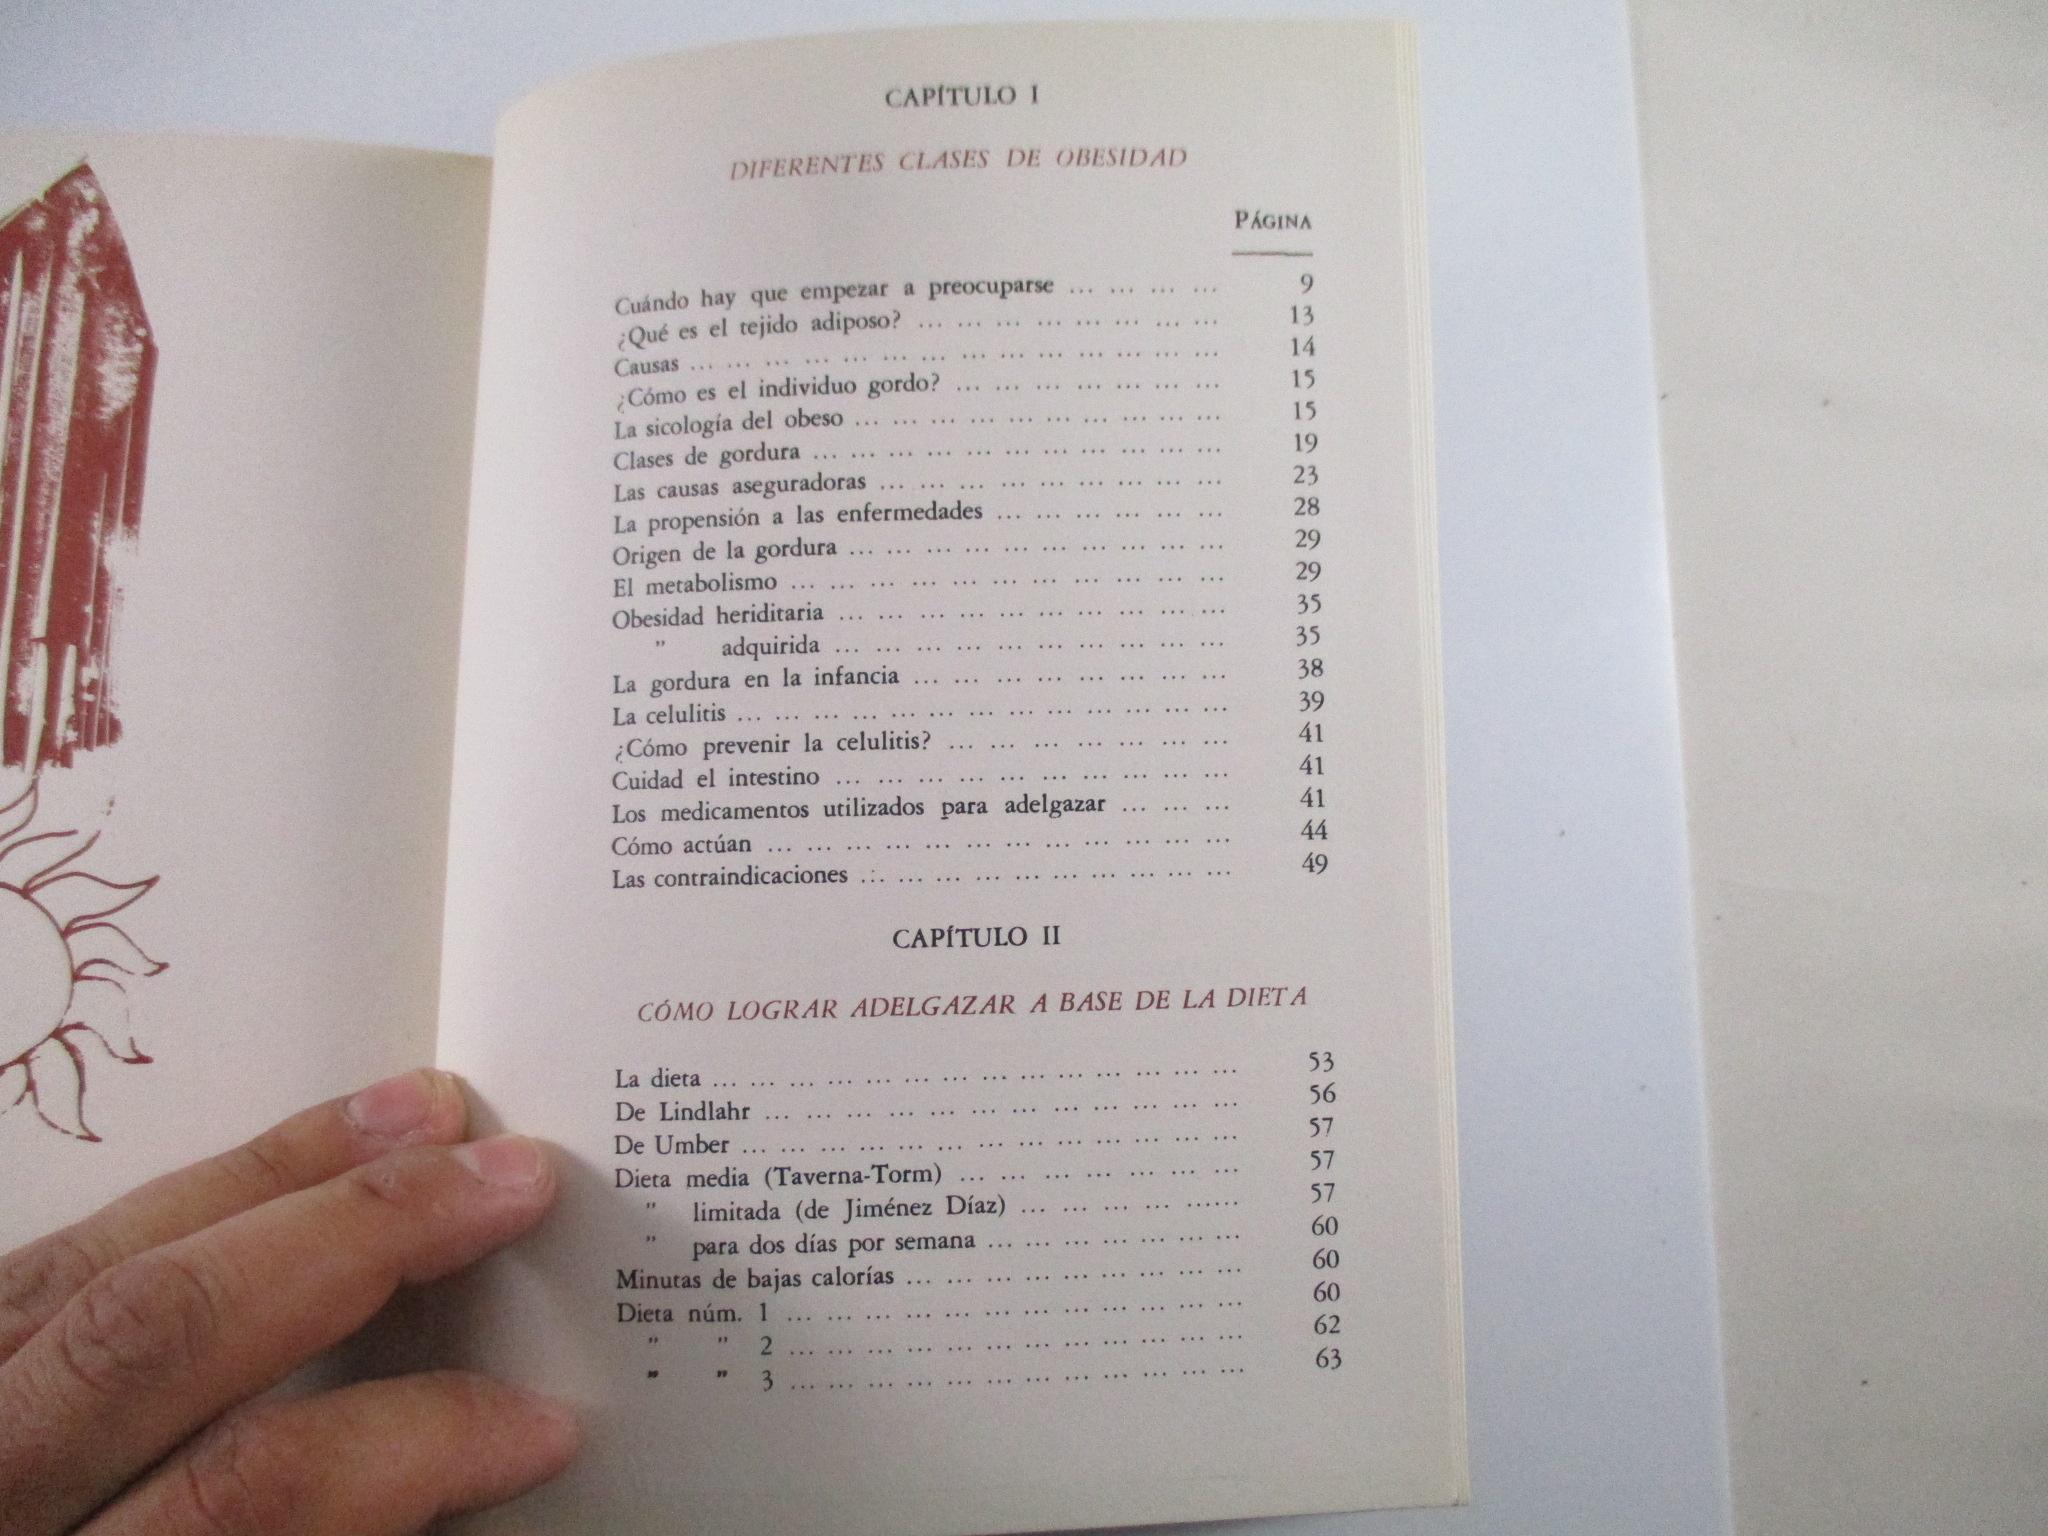 CAPÍTULO I
DIFERENTES CLASES DE OBESIDAD
PÁGINA
Cuándo hay que empezar a preocuparse ... ... ... ... 9
¿Qué es el tejido adiposo? ... ... ... ... ... ... ... ... 13
Causas ... ... ... ... ... ... ... ... ... ... ... ... ... ... 14
¿Cómo es el individuo gordo? ... ... ... ... ... ... ... 15
La sicología del obeso ... ... ... ... ... ... ... ... ... ... 15
Clases de gordura ... ... ... ... ... ... ... ... ... ... ... 19
Las causas aseguradoras ... ... ... ... ... ... ... ... ... 23
La propensión a las enfermedades ... ... ... ... ... ... 28
Origen de la gordura ... ... ... ... ... ... ... ... ... ... 29
El metabolismo ... ... ... ... ... ... ... ... ... ... ... ... 29
Obesidad heriditaria ... ... ... ... ... ... ... ... ... ... 35
" adquirida ... ... ... ... ... ... ... ... ... ... 35
La gordura en la infancia ... ... ... ... ... ... ... ... 38
La celulitis ... ... ... ... ... ... ... ... ... ... ... ... ... 39
¿Cómo prevenir la celulitis? ... ... ... ... ... ... ... 41
Cuidad el intestino ... ... ... ... ... ... ... ... ... ... 41
Los medicamentos utilizados para adelgazar ... ... ... 41
Cómo actúan ... ... ... ... ... ... ... ... ... ... ... ... 44
Las contraindicaciones ... ... ... ... ... ... ... ... ... ... 49
CAPÍTULO II
CÓMO LOGRAR ADELGAZAR A BASE DE LA DIETA
La dieta ... ... ... ... ... ... ... ... ... ... ... ... ... ... 53
De Lindlahr ... ... ... ... ... ... ... ... ... ... ... ... 56
De Umber ... ... ... ... ... ... ... ... ... ... ... ... ... 57
Dieta media (Taverna-Torm) ... ... ... ... ... ... ... 57
" limitada (de Jiménez Díaz) ... ... ... ... ...... 57
" para dos días por semana ... ... ... ... ... ... ... 60
Minutas de bajas calorías ... ... ... ... ... ... ... ... ... 60
Dieta núm. 1 ... ... ... ... ... ... ... ... ... ... ... ... 60
" " 2 ... ... ... ... ... ... ... ... ... ... ... ... 62
" " 3 ... ... ... ... ... ... ... ... ... ... ... ... 63